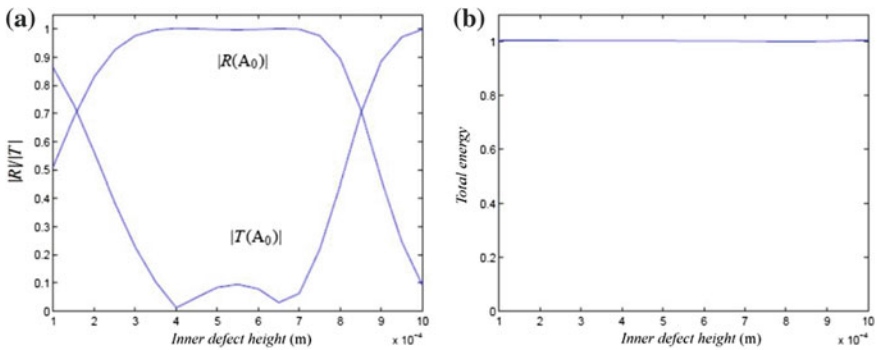 (a)
1
0.9
0.8
0.7
0.6
0.5
0.4
0.3
0.2
0.1
0
|R|/|T|
|R(A₀)|
|T(A₀)|
1 2 3 4 5 6 7 8 9 10
Inner defect height (m)
x 10⁻⁴
(b)
1
0.8
0.6
0.4
0.2
0
Total energy
1 2 3 4 5 6 7 8 9 10
Inner defect height (m)
x 10⁻⁴